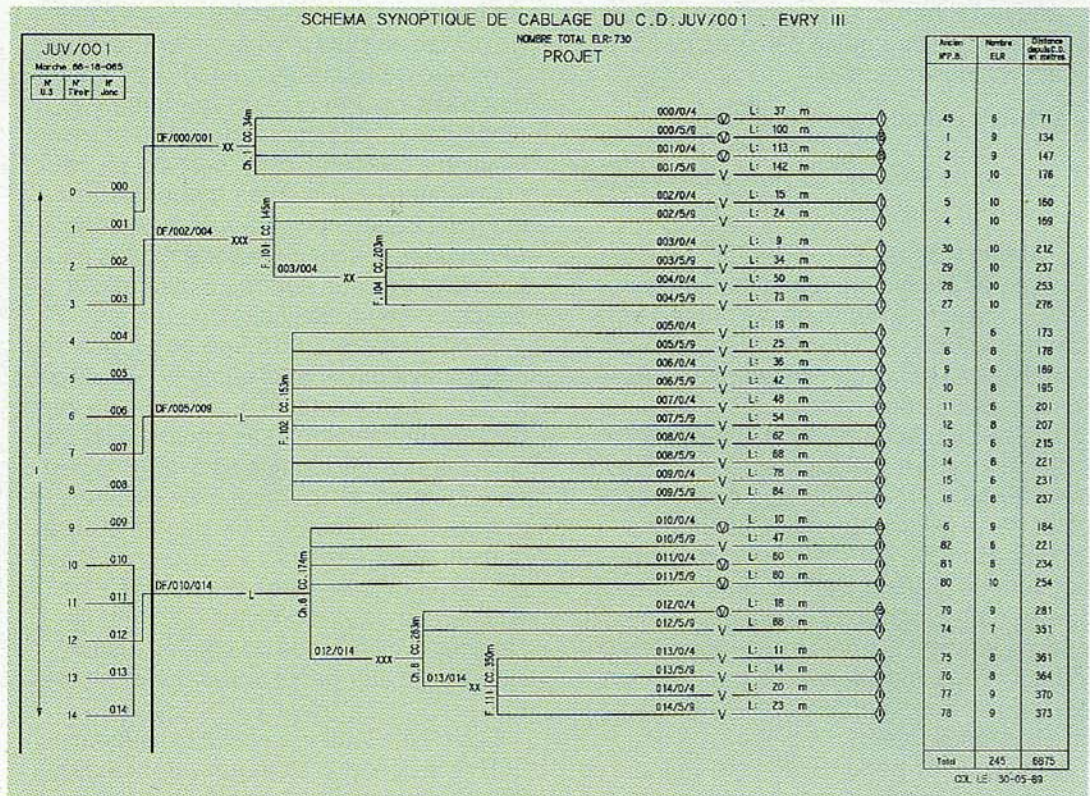 SCHEMA SYNOPTIQUE DE CABLAGE DU C.D.JUV/001 . EVRY III
NOMBRE TOTAL ELR:730
PROJET
JUV/001
Marche 88-18-085
N° U.S N° Tiroir N° Jonc
Ancien N°P.B. Nombre ELR Distance depuis C.D. en metres
DF/000/001 XX Ch.1 CC.34m
000/0/4 V L: 37 m 45 6 71
000/5/9 V L: 100 m 1 9 134
001/0/4 V L: 113 m 2 9 147
001/5/9 V L: 142 m 3 10 176
DF/002/004 XXX F.101 CC.145m
002/0/4 V L: 15 m 5 10 160
002/5/9 V L: 24 m 4 10 169
003/004 XX F.104 CC.203m
003/0/4 V L: 9 m 30 10 212
003/5/9 V L: 34 m 29 10 237
004/0/4 V L: 50 m 28 10 253
004/5/9 V L: 73 m 27 10 276
DF/005/009 L F.102 CC.153m
005/0/4 V L: 19 m 7 6 173
005/5/9 V L: 25 m 8 178
006/0/4 V L: 36 m 9 6 189
006/5/9 V L: 42 m 10 8 195
007/0/4 V L: 48 m 11 6 201
007/5/9 V L: 54 m 12 8 207
008/0/4 V L: 62 m 13 6 215
008/5/9 V L: 68 m 14 221
009/0/4 V L: 78 m 15 6 231
009/5/9 V L: 84 m 8 237
DF/010/014 L Ch.6 CC.174m
010/0/4 V L: 10 m 6 9 184
010/5/9 V L: 47 m 82 221
011/0/4 V L: 60 m 81 234
011/5/9 V L: 80 m 80 10 254
012/014 XXX Ch.8 CC.263m
012/0/4 V L: 18 m 79 9 281
012/5/9 V L: 88 m 74 7 351
013/014 XX F.111 CC.350m
013/0/4 V L: 11 m 75 8 361
013/5/9 V L: 14 m 76 8 364
014/0/4 V L: 20 m 77 9 370
014/5/9 V L: 23 m 78 9 373
0 000
1 001
2 002
3 003
4 004
5 005
6 006
7 007
8 008
9 009
10 010
11 011
12 012
13 013
14 014
1
Total 245 6675
CDL LE: 30-05-89